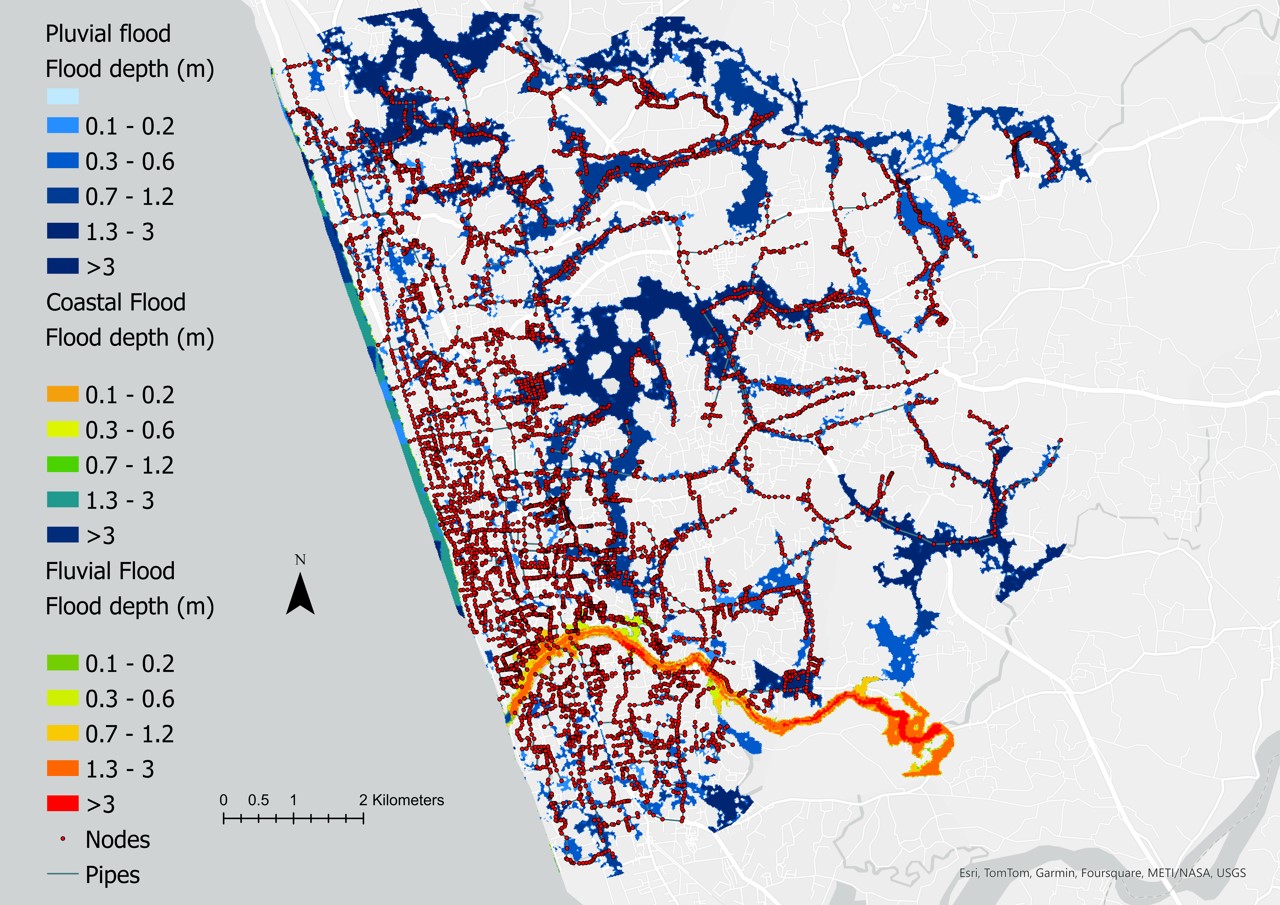 Pluvial flood
Flood depth (m)
0.1 - 0.2
0.3 - 0.6
0.7 - 1.2
1.3 - 3
>3
Coastal Flood
Flood depth (m)
0.1 - 0.2
0.3 - 0.6
0.7 - 1.2
1.3 - 3
>3
Fluvial Flood
Flood depth (m)
0.1 - 0.2
0.3 - 0.6
0.7 - 1.2
1.3 - 3
>3
Nodes
Pipes
N
0 0.5 1 2 Kilometers
Esri, TomTom, Garmin, Foursquare, METI/NASA, USGS